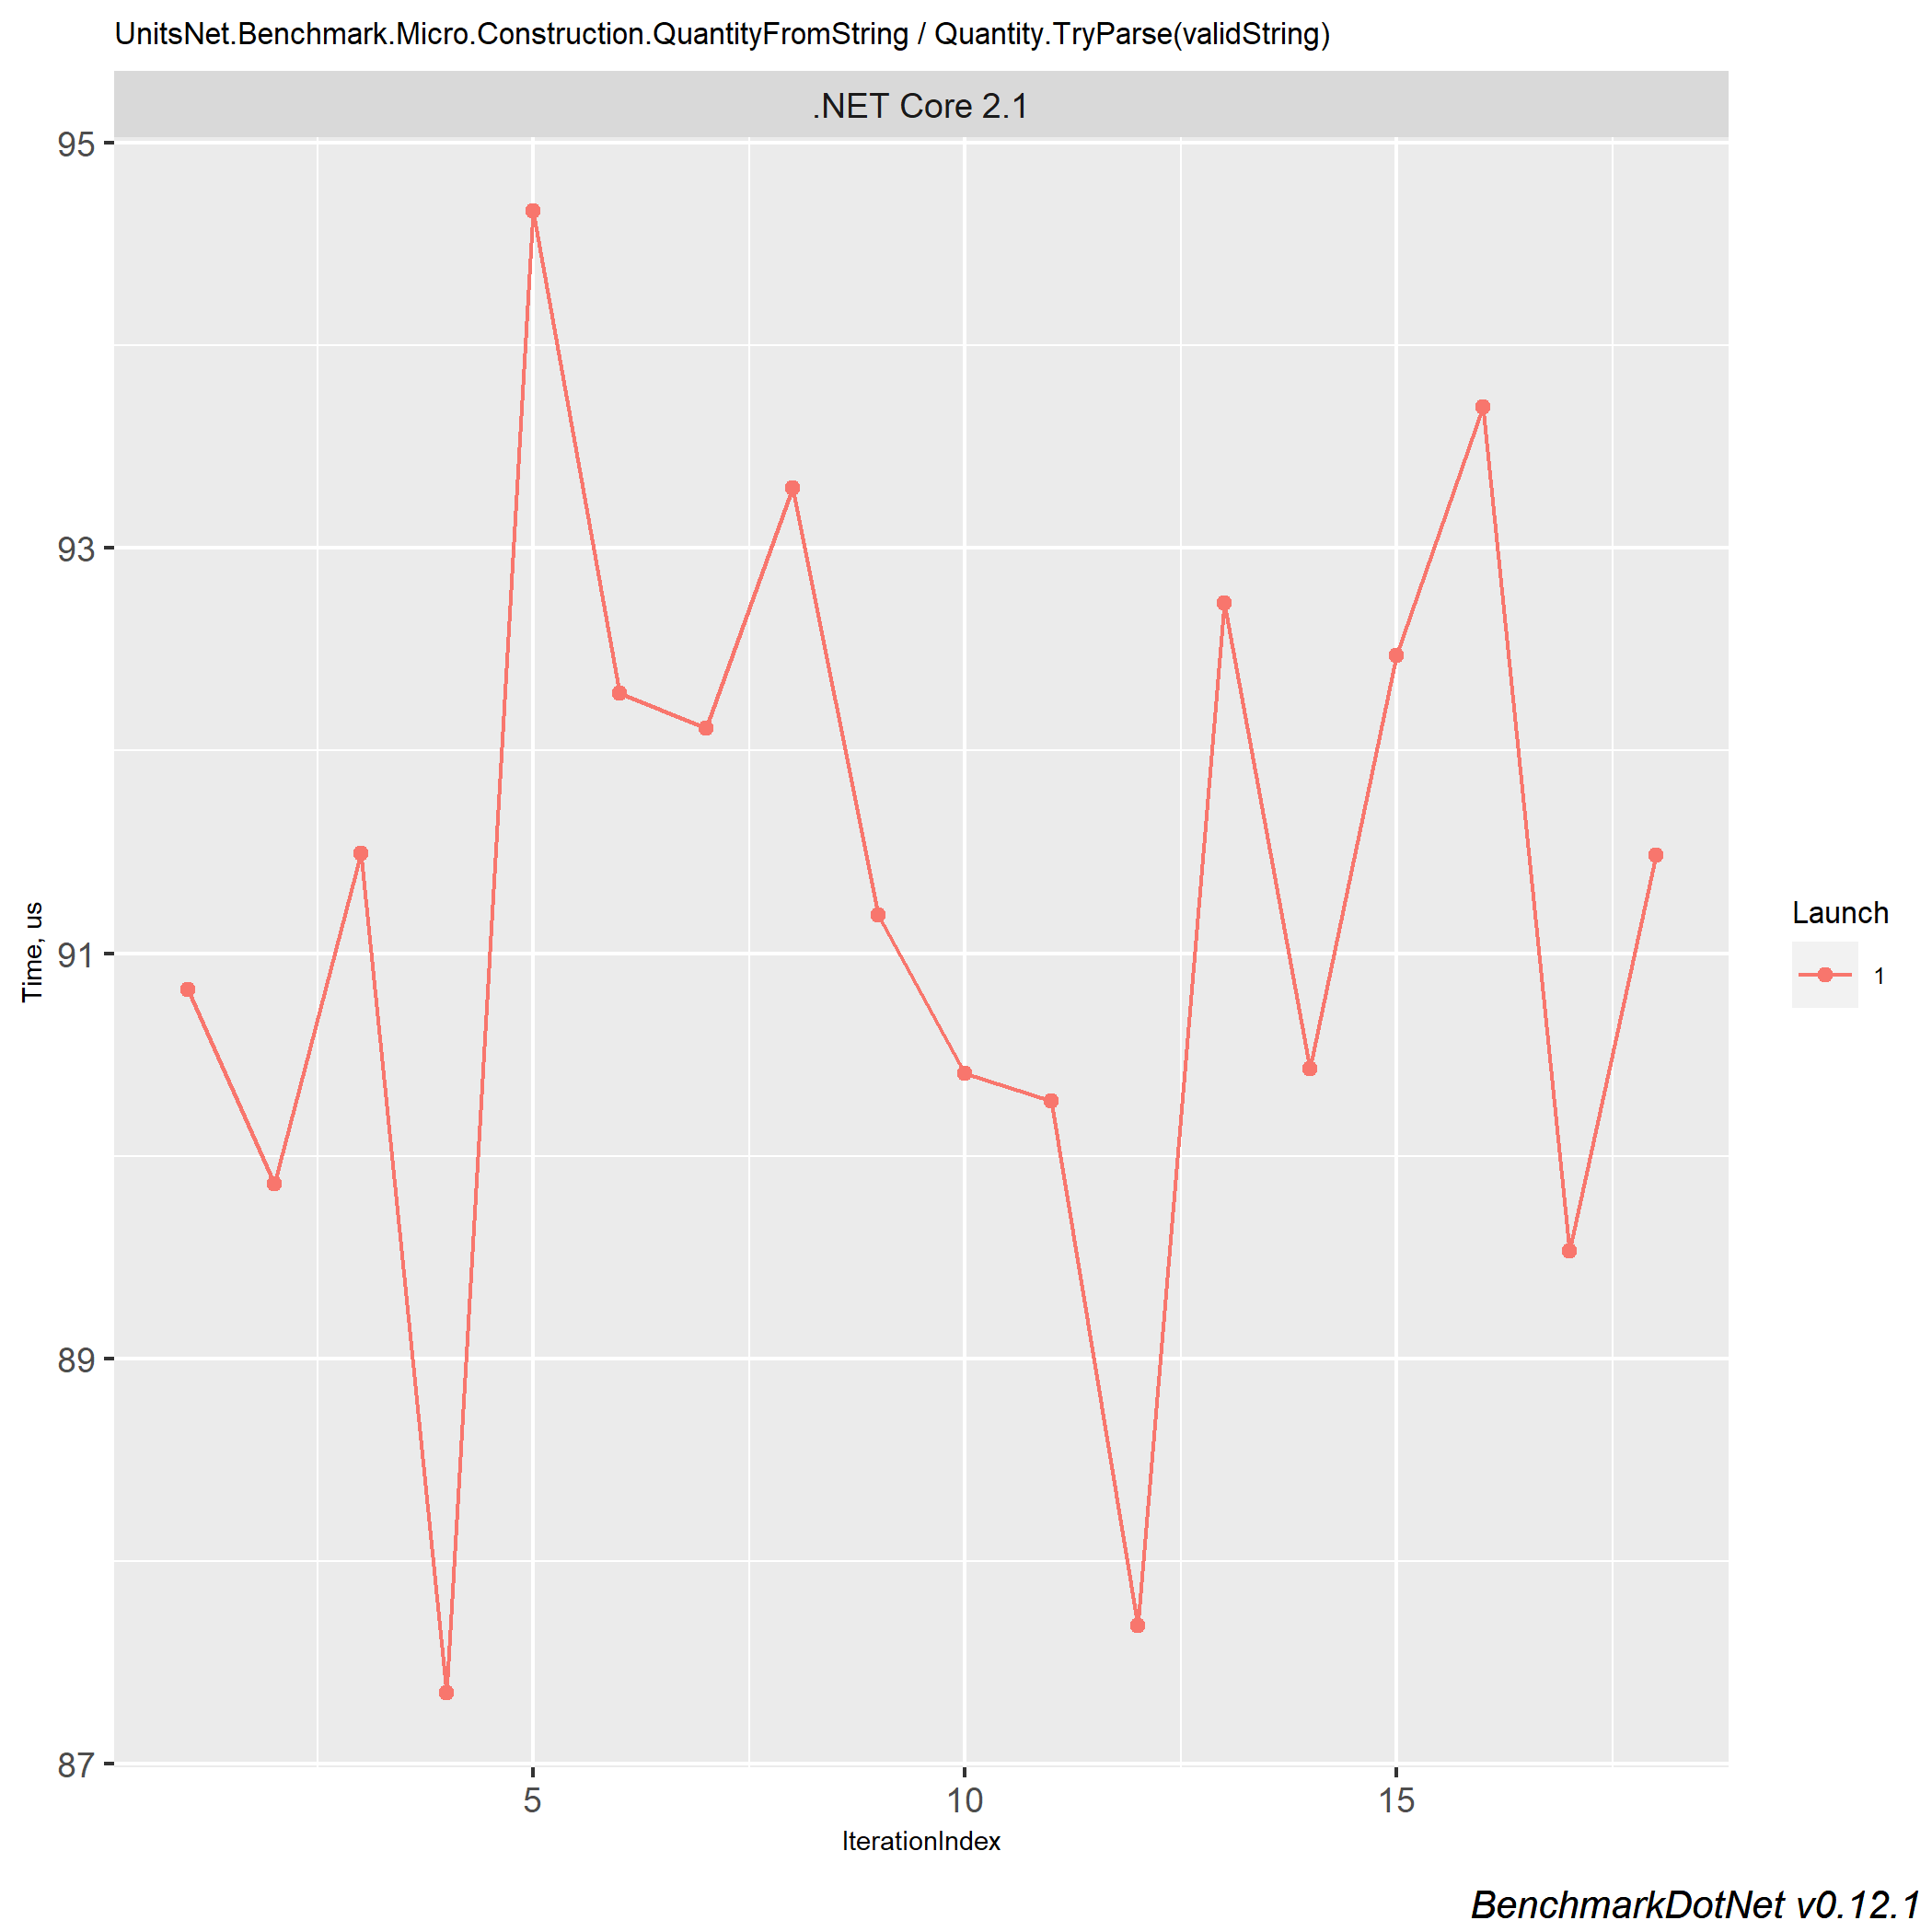 UnitsNet.Benchmark.Micro.Construction.QuantityFromString / Quantity.TryParse(validString)
.NET Core 2.1
95
93
91
89
87
Time, us
Launch
1
5 10 15
IterationIndex
BenchmarkDotNet v0.12.1